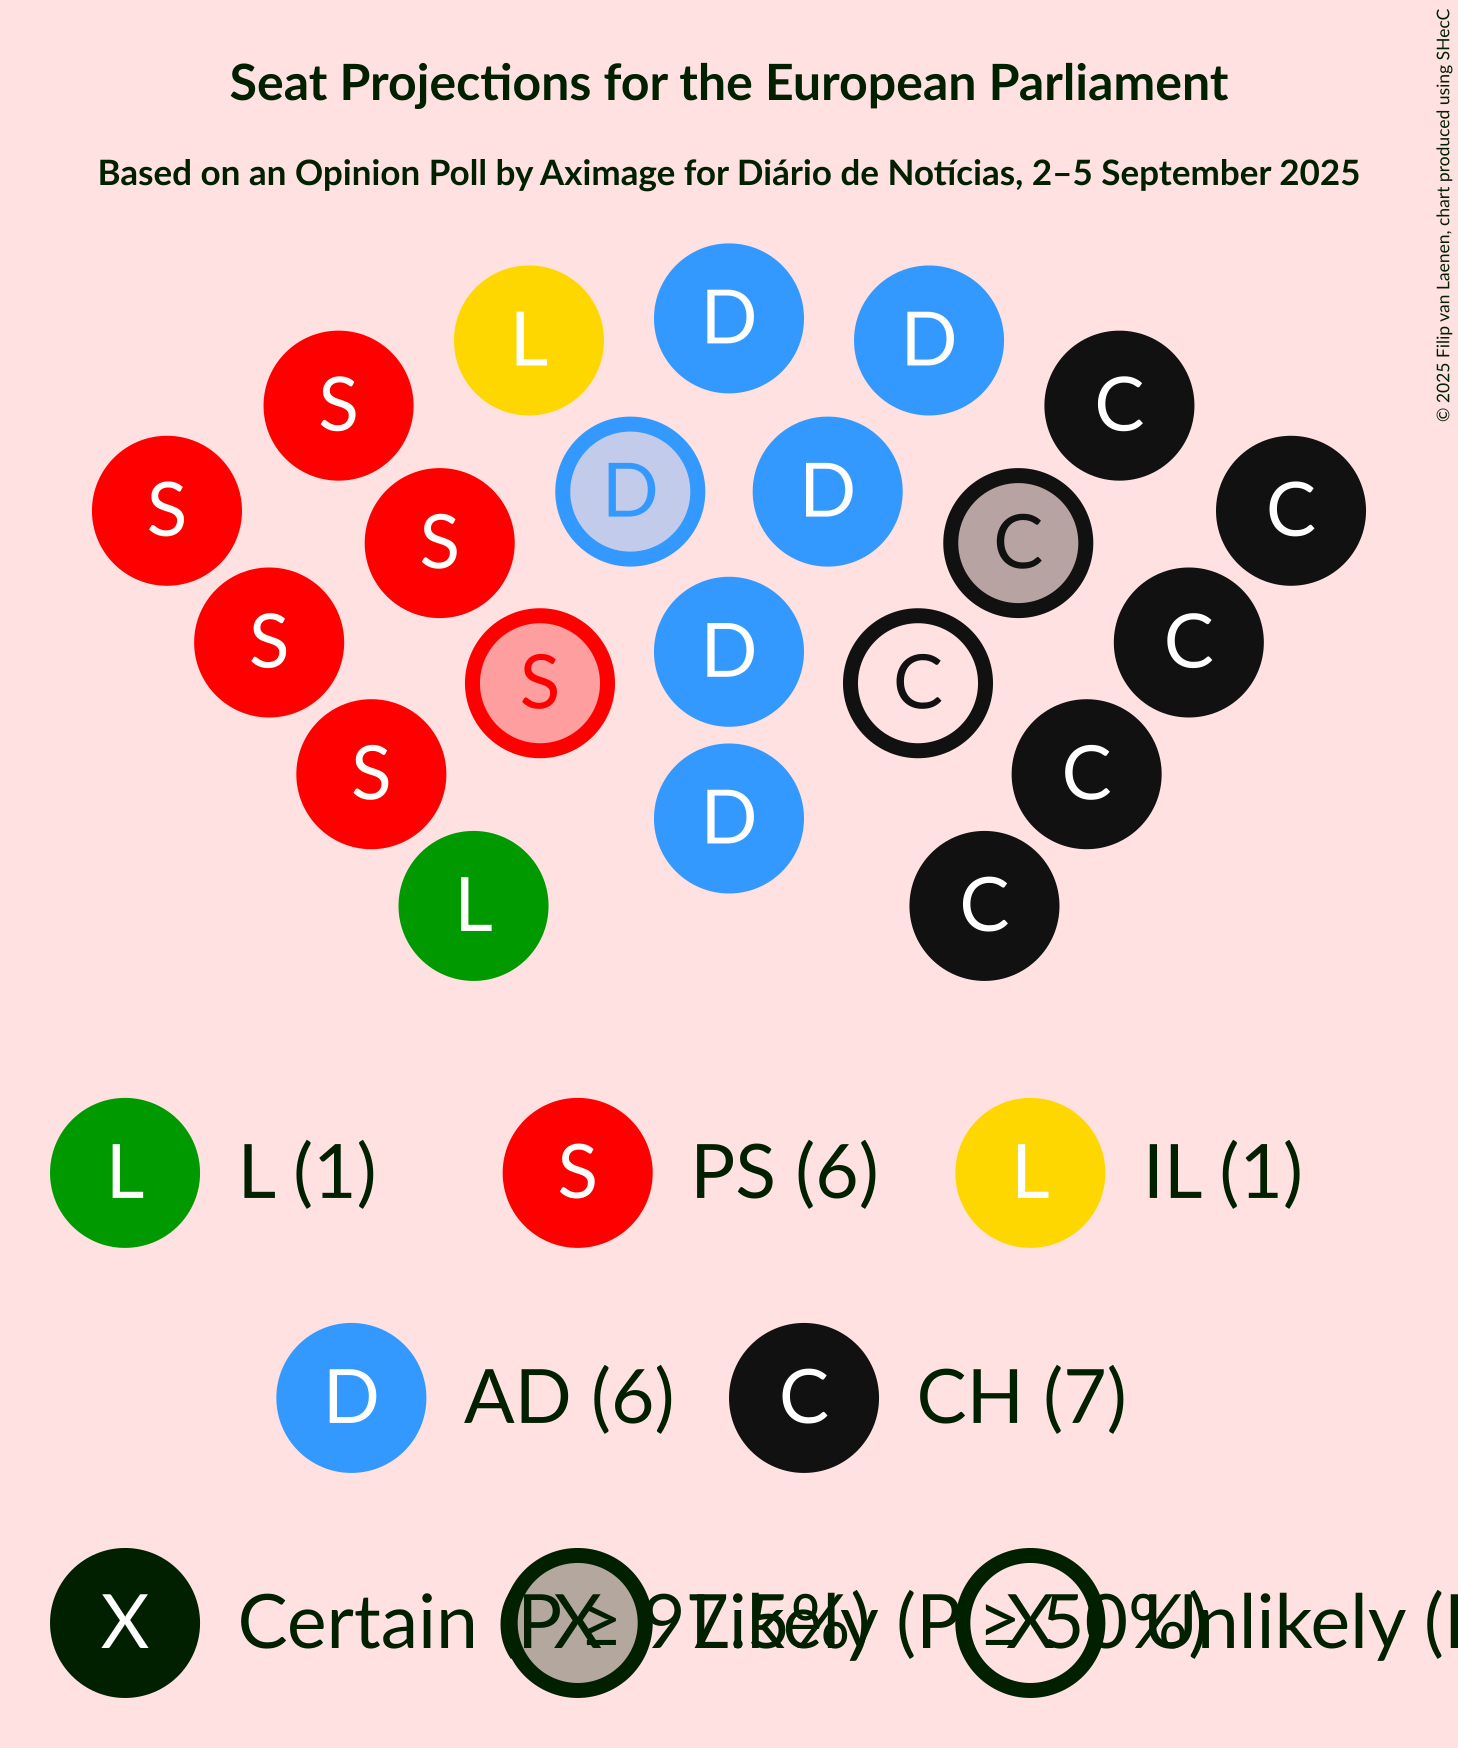 Seat Projections for the European Parliament
Based on an Opinion Poll by Aximage for Diário de Notícias, 2–5 September 2025
© 2025 Filip van Laenen, chart produced using SHecC
D
L D
S C
D D
S C
S C
S C
S D C
S C
D
L C
L L (1) S PS (6) L IL (1)
D AD (6) C CH (7)
X Certain (P ≥ 97.5%) X Likely (P ≥ 50%) X Unlikely (